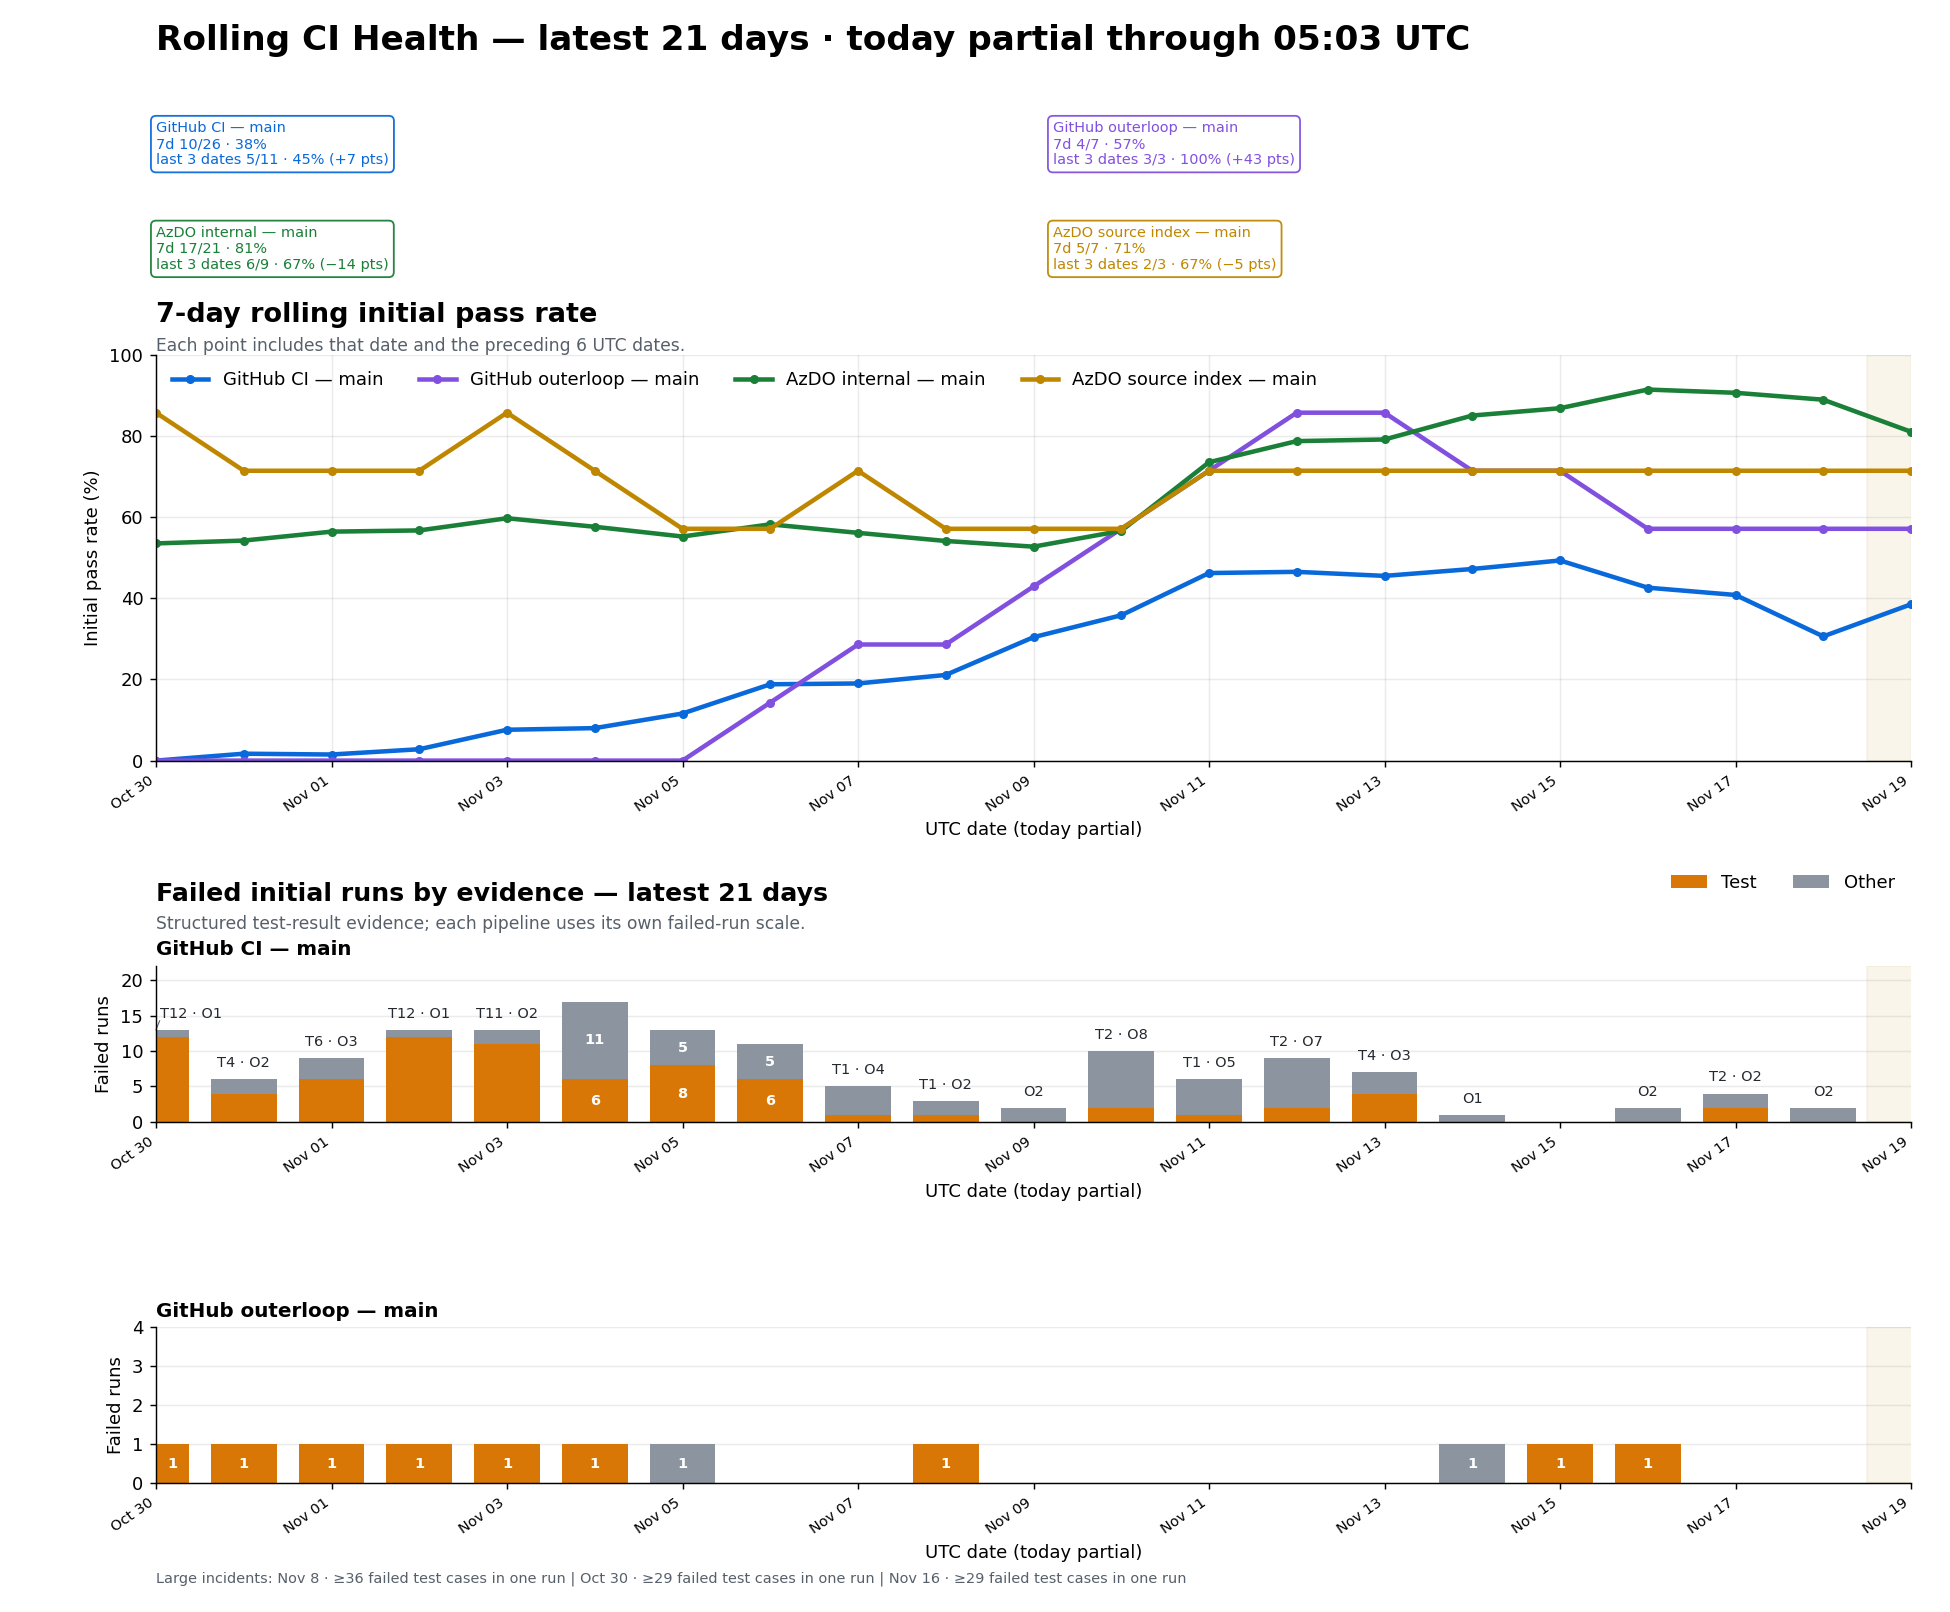 Rolling CI Health — latest 21 days · today partial through 05:03 UTC
GitHub CI — main
7d 10/26 · 38%
last 3 dates 5/11 · 45% (+7 pts)
GitHub outerloop — main
7d 4/7 · 57%
last 3 dates 3/3 · 100% (+43 pts)
AzDO internal — main
7d 17/21 · 81%
last 3 dates 6/9 · 67% (−14 pts)
AzDO source index — main
7d 5/7 · 71%
last 3 dates 2/3 · 67% (−5 pts)
7-day rolling initial pass rate
Each point includes that date and the preceding 6 UTC dates.
GitHub CI — main GitHub outerloop — main AzDO internal — main AzDO source index — main
Initial pass rate (%)
100
80
60
40
20
0
Oct 30 Nov 01 Nov 03 Nov 05 Nov 07 Nov 09 Nov 11 Nov 13 Nov 15 Nov 17 Nov 19
UTC date (today partial)
Failed initial runs by evidence — latest 21 days
Test Other
Structured test-result evidence; each pipeline uses its own failed-run scale.
GitHub CI — main
Failed runs
20
15
10
5
0
T12 · O1
T4 · O2
T6 · O3
T12 · O1
T11 · O2
11
6
5
8
5
6
T1 · O4
T1 · O2
O2
T2 · O8
T1 · O5
T2 · O7
T4 · O3
O1
O2
T2 · O2
O2
Oct 30 Nov 01 Nov 03 Nov 05 Nov 07 Nov 09 Nov 11 Nov 13 Nov 15 Nov 17 Nov 19
UTC date (today partial)
GitHub outerloop — main
Failed runs
4
3
2
1
0
1 1 1 1 1 1 1 1 1 1 1
Oct 30 Nov 01 Nov 03 Nov 05 Nov 07 Nov 09 Nov 11 Nov 13 Nov 15 Nov 17 Nov 19
UTC date (today partial)
Large incidents: Nov 8 · ≥36 failed test cases in one run | Oct 30 · ≥29 failed test cases in one run | Nov 16 · ≥29 failed test cases in one run